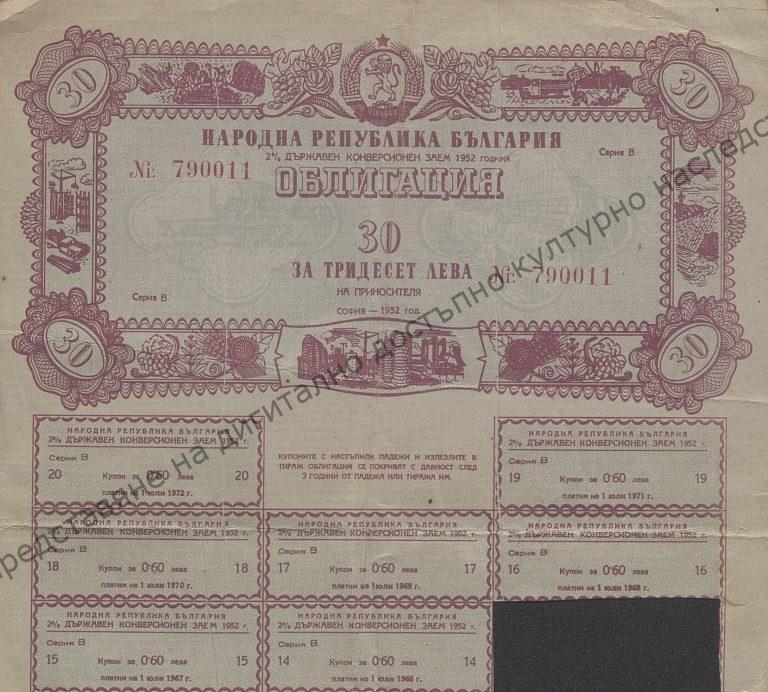 30
30
9 IX 1944
НАРОДНА РЕПУБЛИКА БЪЛГАРИЯ
2% ДЪРЖАВЕН КОНВЕРСИОНЕН ЗАЕМ 1952 ГОДИНА
Серия В
№: 790011
ОБЛИГАЦИЯ
30
ЗА ТРИДЕСЕТ ЛЕВА
№: 790011
НА ПРИНОСИТЕЛЯ
Серия В
СОФИЯ — 1952 ГОД.
30
30
НАРОДНА РЕПУБЛИКА БЪЛГАРИЯ
2% ДЪРЖАВЕН КОНВЕРСИОНЕН ЗАЕМ 1952 г.
Серия В
20 Купон за 0·60 лева 20
платим на 1 юли 1972 г.
КУПОНИТЕ С НАСТЪПИЛИ ПАДЕЖИ И ИЗЛЕЗЛИТЕ В
ТИРАЖ ОБЛИГАЦИИ СЕ ПОКРИВАТ С ДАВНОСТ СЛЕД
ГОДИНИ ОТ ПАДЕЖА ИЛИ ТИРАЖА ИМ.
НАРОДНА РЕПУБЛИКА БЪЛГАРИЯ
2% ДЪРЖАВЕН КОНВЕРСИОНЕН ЗАЕМ 1952 г.
Серия В
19 Купон за 0·60 лева 19
платим на 1 юли 1971 г.
НАРОДНА РЕПУБЛИКА БЪЛГАРИЯ
2% ДЪРЖАВЕН КОНВЕРСИОНЕН ЗАЕМ 1952 г.
Серия В
18 Купон за 0·60 лева 18
платим на 1 юли 1970 г.
НАРОДНА РЕПУБЛИКА БЪЛГАРИЯ
2% ДЪРЖАВЕН КОНВЕРСИОНЕН ЗАЕМ 1952 г.
Серия В
17 Купон за 0·60 лева 17
платим на 1 юли 1969 г.
НАРОДНА РЕПУБЛИКА БЪЛГАРИЯ
2% ДЪРЖАВЕН КОНВЕРСИОНЕН ЗАЕМ 1952 г.
Серия В
16 Купон за 0·60 лева 16
платим на 1 юли 1968 г.
НАРОДНА РЕПУБЛИКА БЪЛГАРИЯ
2% ДЪРЖАВЕН КОНВЕРСИОНЕН ЗАЕМ 1952 г.
Серия В
15 Купон за 0·60 лева 15
платим на 1 юли 1967 г.
НАРОДНА РЕПУБЛИКА БЪЛГАРИЯ
2% ДЪРЖАВЕН КОНВЕРСИОНЕН ЗАЕМ 1952 г.
Серия В
14 Купон за 0·60 лева 14
платим на 1 юли 1966 г.
редставано на дигитално достъпно културно наследст